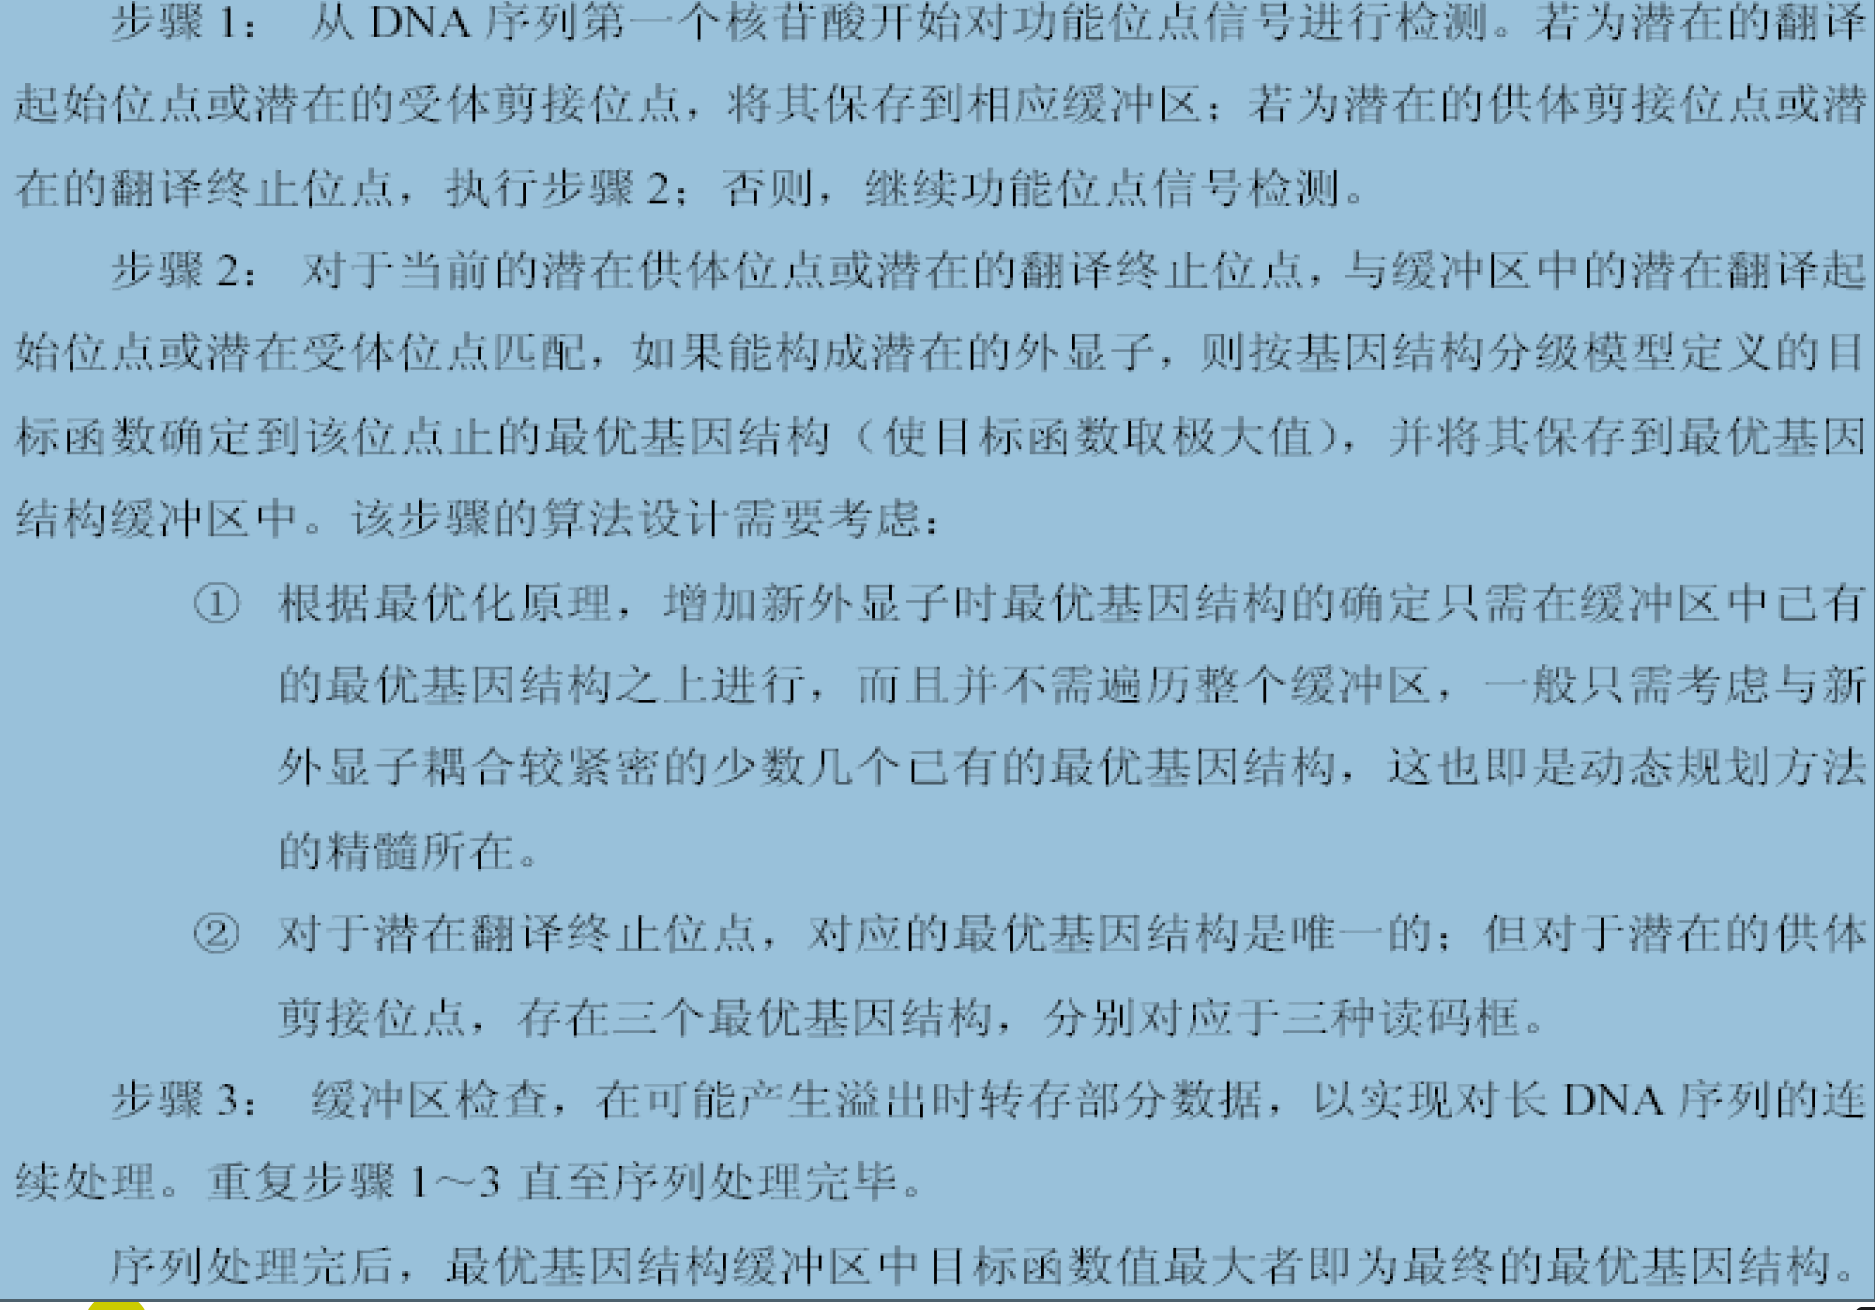 步骤 1： 从 DNA 序列第一个核苷酸开始对功能位点信号进行检测。若为潜在的翻译
起始位点或潜在的受体剪接位点，将其保存到相应缓冲区；若为潜在的供体剪接位点或潜
在的翻译终止位点，执行步骤 2；否则，继续功能位点信号检测。
步骤 2： 对于当前的潜在供体位点或潜在的翻译终止位点，与缓冲区中的潜在翻译起
始位点或潜在受体位点匹配，如果能构成潜在的外显子，则按基因结构分级模型定义的目
标函数确定到该位点止的最优基因结构（使目标函数取极大值），并将其保存到最优基因
结构缓冲区中。该步骤的算法设计需要考虑：
① 根据最优化原理，增加新外显子时最优基因结构的确定只需在缓冲区中已有
的最优基因结构之上进行，而且并不需遍历整个缓冲区，一般只需考虑与新
外显子耦合较紧密的少数几个已有的最优基因结构，这也即是动态规划方法
的精髓所在。
② 对于潜在翻译终止位点，对应的最优基因结构是唯一的；但对于潜在的供体
剪接位点，存在三个最优基因结构，分别对应于三种读码框。
步骤 3： 缓冲区检查，在可能产生溢出时转存部分数据，以实现对长 DNA 序列的连
续处理。重复步骤 1～3 直至序列处理完毕。
序列处理完后，最优基因结构缓冲区中目标函数值最大者即为最终的最优基因结构。